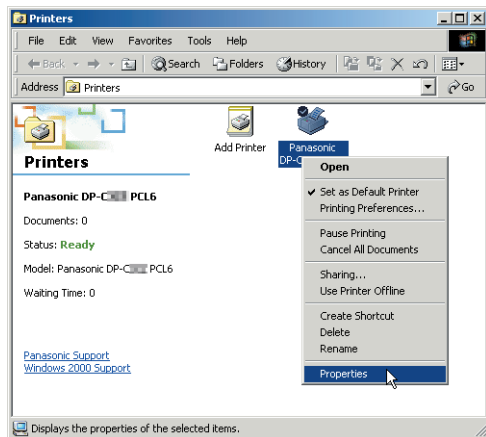 Printers
File Edit View Favorites Tools Help
Back Search Folders History
Address Printers Go
Printers
Panasonic DP-C PCL6
Documents: 0
Status: Ready
Model: Panasonic DP-C PCL6
Waiting Time: 0
Panasonic Support
Windows 2000 Support
Add Printer
Panasonic
DP-C
Open
Set as Default Printer
Printing Preferences...
Pause Printing
Cancel All Documents
Sharing...
Use Printer Offline
Create Shortcut
Delete
Rename
Properties
Displays the properties of the selected items.